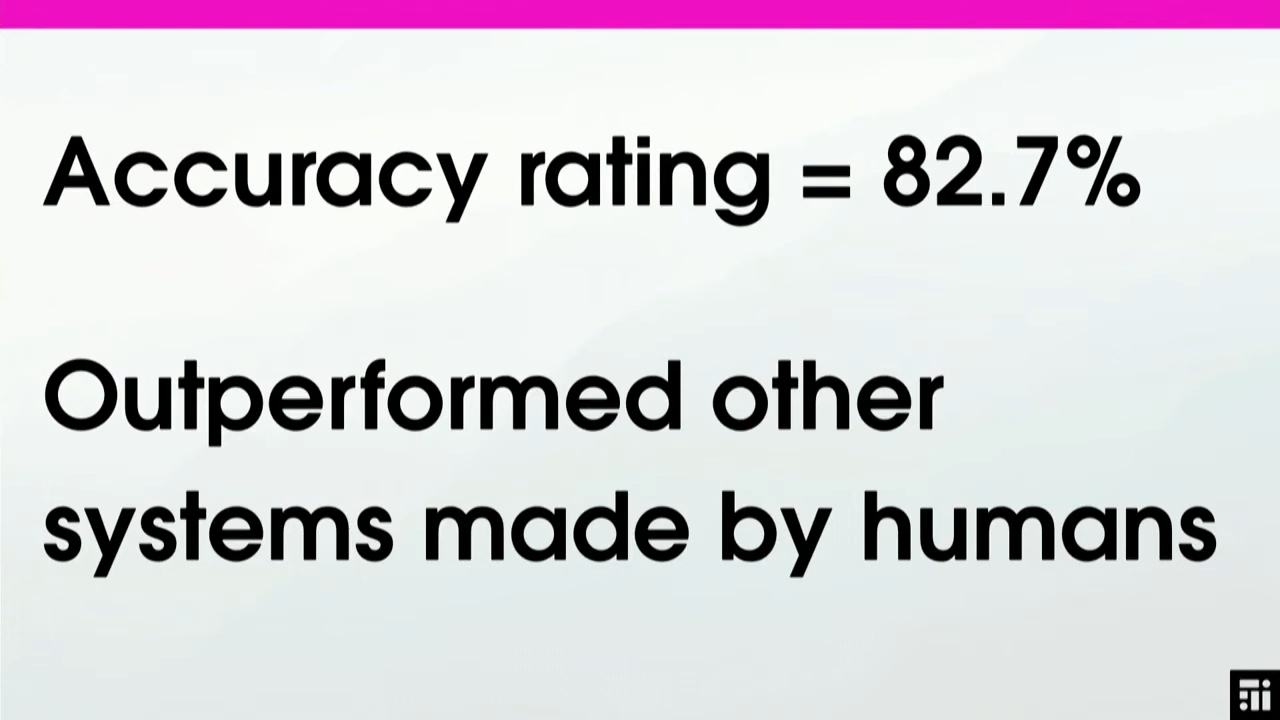 Accuracy rating = 82.7%
Outperformed other
systems made by humans